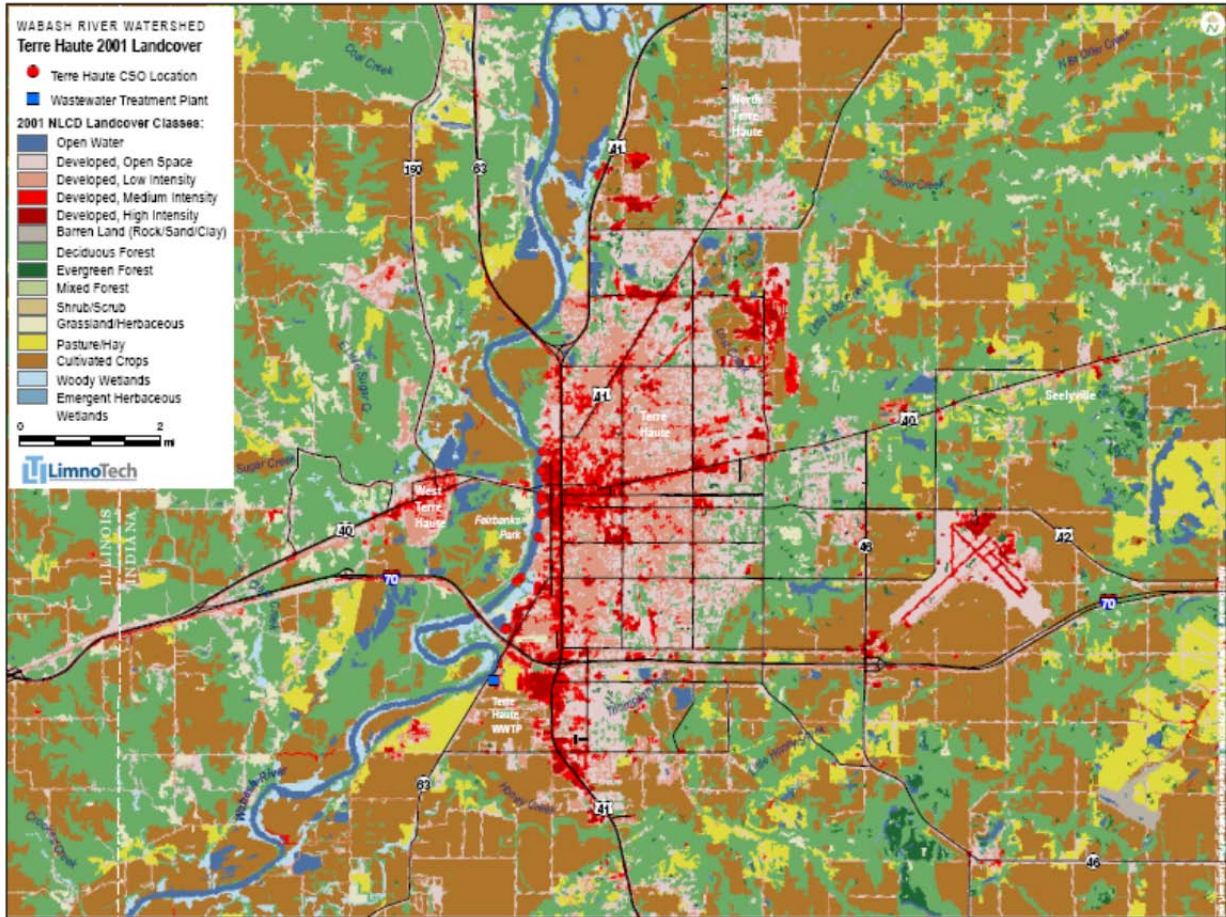 WABASH RIVER WATERSHED
Terre Haute 2001 Landcover
Terre Haute CSO Location
Wastewater Treatment Plant
2001 NLCD Landcover Classes:
Open Water
Developed, Open Space
Developed, Low Intensity
Developed, Medium Intensity
Developed, High Intensity
Barren Land (Rock/Sand/Clay)
Deciduous Forest
Evergreen Forest
Mixed Forest
Shrub/Scrub
Grassland/Herbaceous
Pasture/Hay
Cultivated Crops
Woody Wetlands
Emergent Herbaceous
Wetlands
0 2
mi
LimnoTech
Coal Creek
N Br Otter Creek
North
Terre
Haute
41
150
63
41
Terre
Haute
40
Seelyville
Sugar Creek
West
Terre
Haute
Fairbanks
Park
40
ILLINOIS
INDIANA
42
46
42
70
70
Terre
Haute
WWTP
Wabash River
63
Honey Creek
41
46